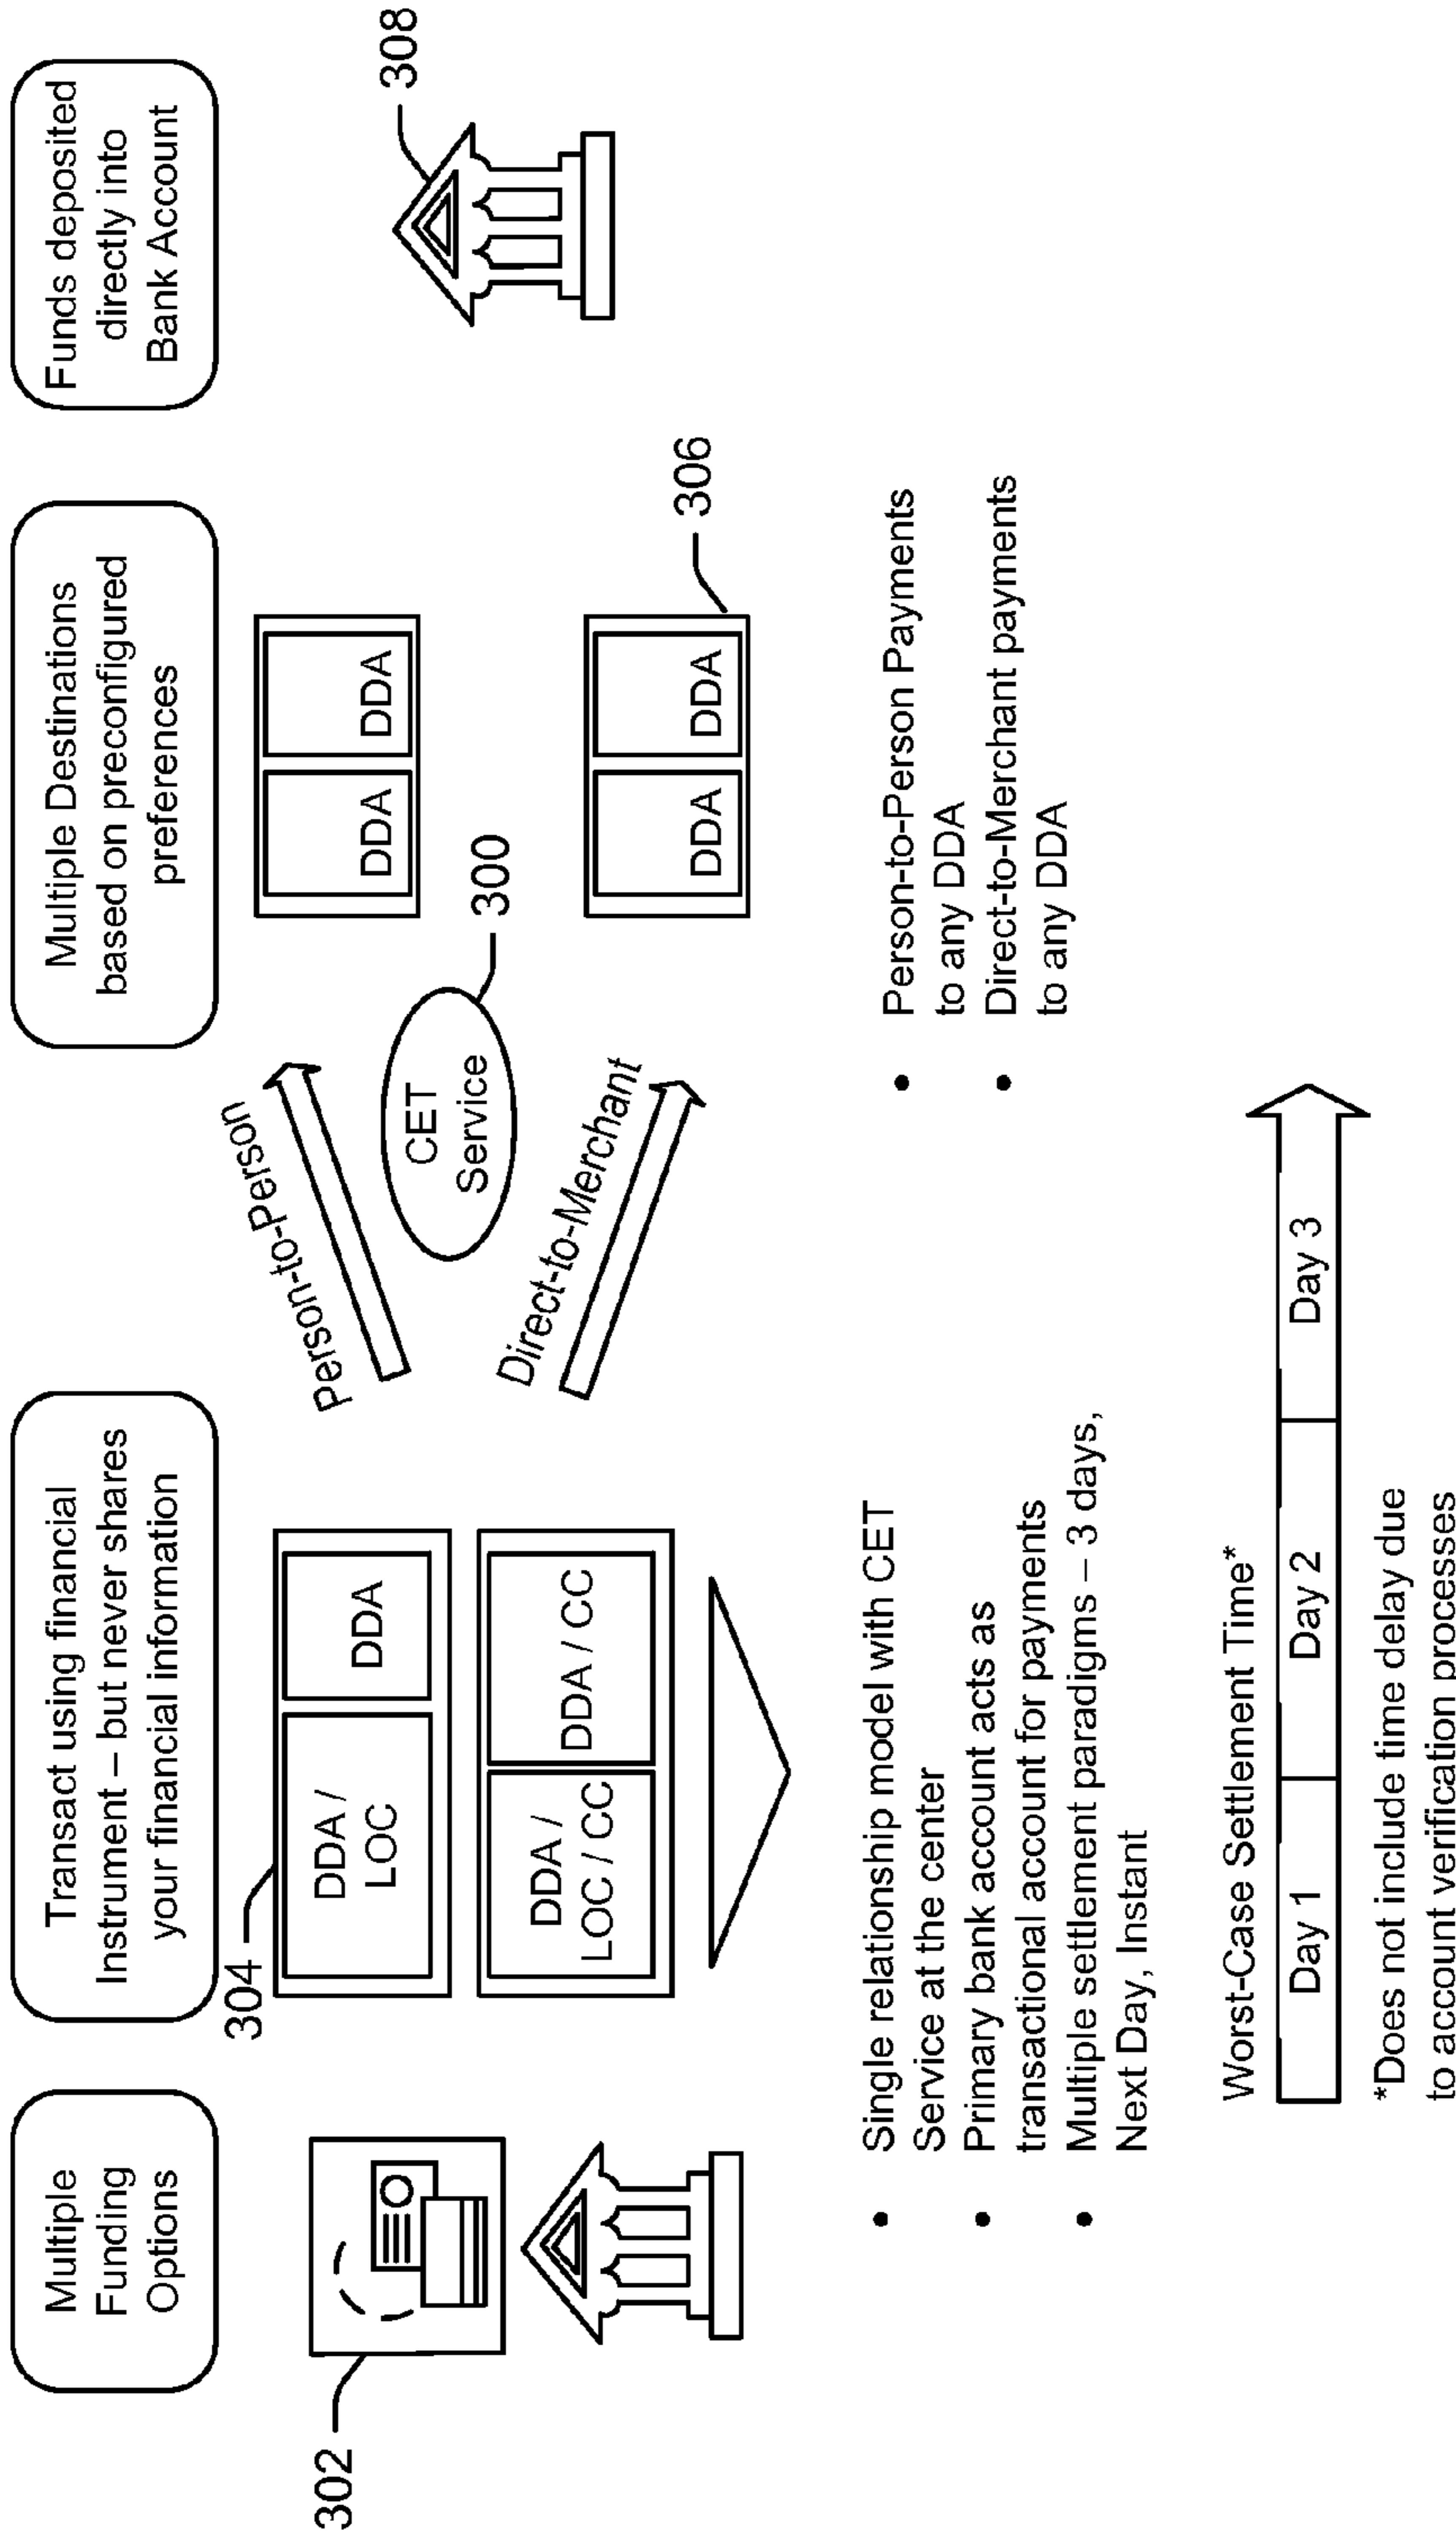 Multiple
Funding
Options
Transact using financial
Instrument – but never shares
your financial information
Multiple Destinations
based on preconfigured
preferences
Funds deposited
directly into
Bank Account
302
304
DDA /
LOC
DDA
DDA /
LOC / CC
DDA / CC
Person-to-Person
CET
Service
300
Direct-to-Merchant
DDA
DDA
DDA
DDA
306
308
• Single relationship model with CET
Service at the center
• Primary bank account acts as
transactional account for payments
• Multiple settlement paradigms – 3 days,
Next Day, Instant
• Person-to-Person Payments
to any DDA
• Direct-to-Merchant payments
to any DDA
Worst-Case Settlement Time*
Day 1
Day 2
Day 3
*Does not include time delay due
to account verification processes